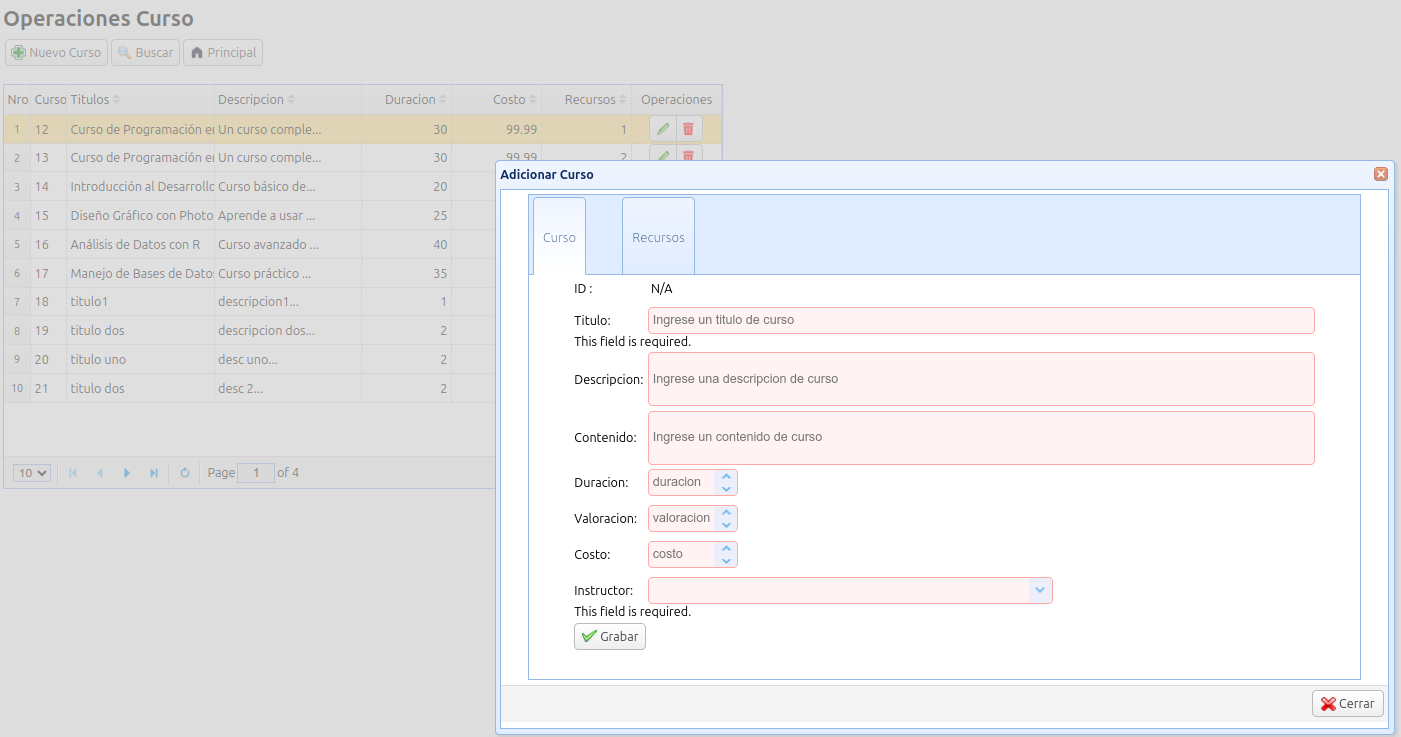 Operaciones Curso
Nuevo Curso Buscar Principal
Nro. Curso Titulos Descripcion Duracion Costo Recursos Operaciones
1 12 Curso de Programación en Un curso comple... 30 99.99 1
2 13 Curso de Programación en Un curso comple... 30 99.99 2
3 14 Introducción al Desarrollo Curso básico de... 20
4 15 Diseño Gráfico con Photo Aprende a usar ... 25
5 16 Análisis de Datos con R Curso avanzado ... 40
6 17 Manejo de Bases de Datos Curso práctico ... 35
7 18 titulo1 descripcion1... 1
8 19 titulo dos descripcion dos... 2
9 20 titulo uno desc uno... 2
10 21 titulo dos desc 2... 2
10 Page 1 of 4
Adicionar Curso
Curso Recursos
ID : N/A
Titulo: Ingrese un titulo de curso
This field is required.
Descripcion: Ingrese una descripcion de curso
Contenido: Ingrese un contenido de curso
Duracion: duracion
Valoracion: valoracion
Costo: costo
Instructor:
This field is required.
Grabar
Cerrar